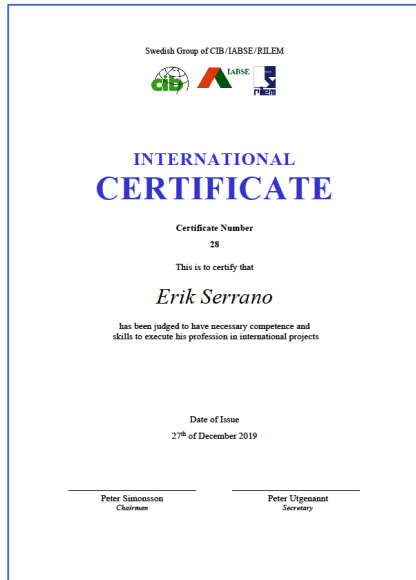 Swedish Group of CIB/IABSE/RILEM
cib IABSE rilem
INTERNATIONAL
CERTIFICATE
Certificate Number
28
This is to certify that
Erik Serrano
has been judged to have necessary competence and
skills to execute his profession in international projects
Date of Issue
27th of December 2019
Peter Simonsson Peter Utgenannt
Chairman Secretary